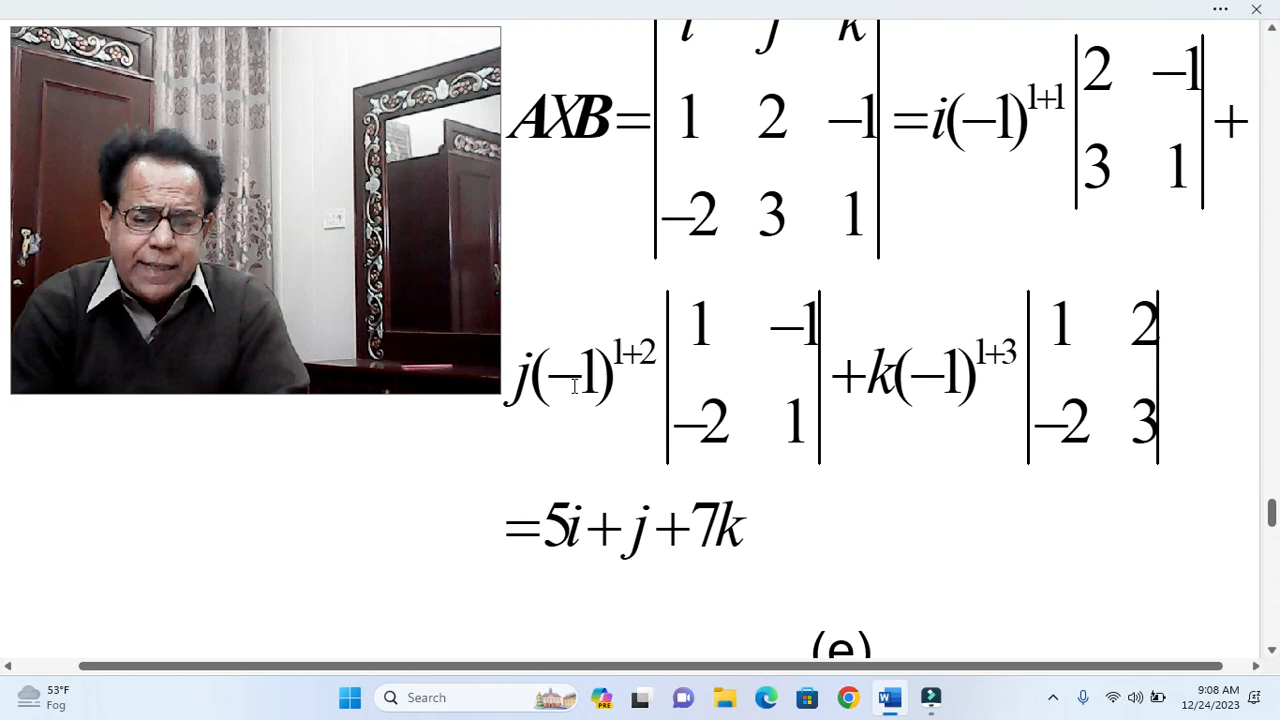 i j k
AXB = | 1 2 −1 | = i(−1)^1+1 | 2 −1 | +
−2 3 1
3 1
j(−1)^1+2 | 1 −1 | + k(−1)^1+3 | 1 2 |
−2 1
−2 3
=5i+j+7k
(e)
53°F
Fog
Search
PRE
9:08 AM
12/24/2023